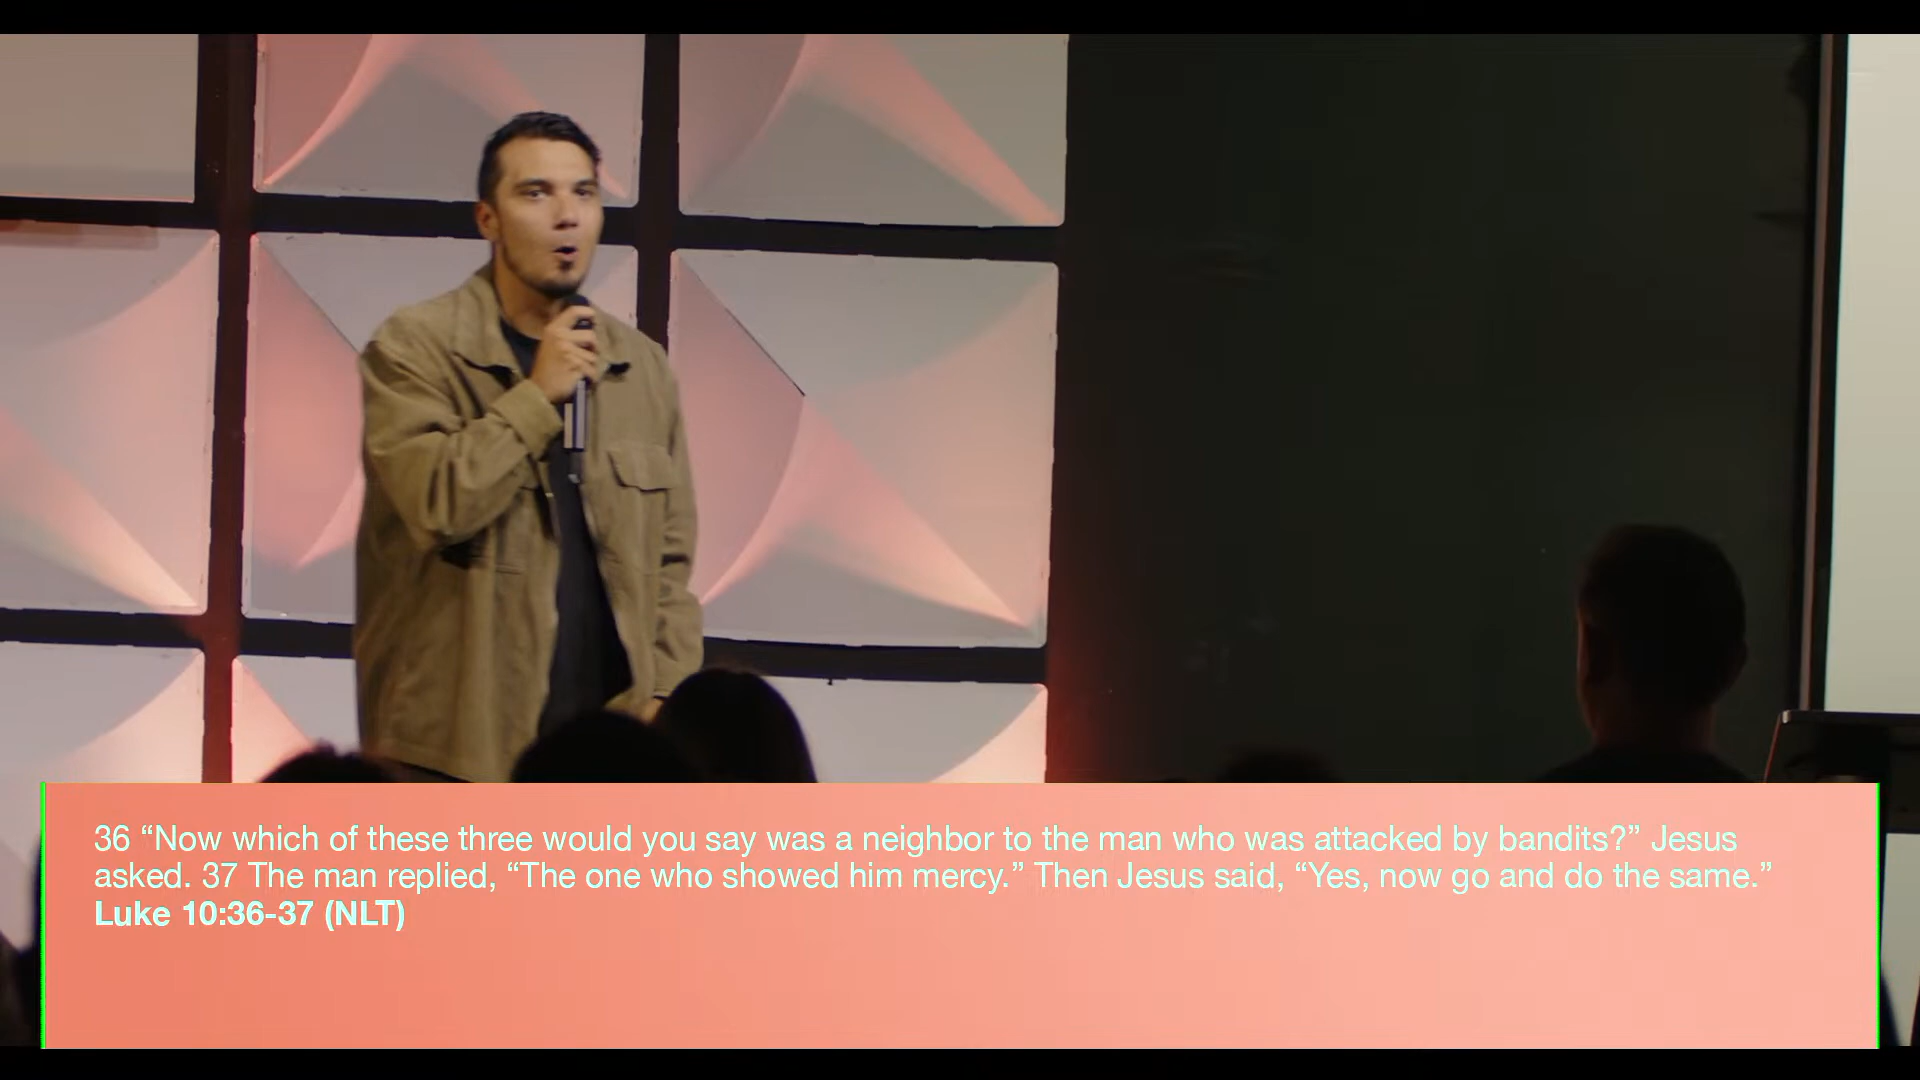 36 “Now which of these three would you say was a neighbor to the man who was attacked by bandits?” Jesus
asked. 37 The man replied, “The one who showed him mercy.” Then Jesus said, “Yes, now go and do the same.”
Luke 10:36-37 (NLT)